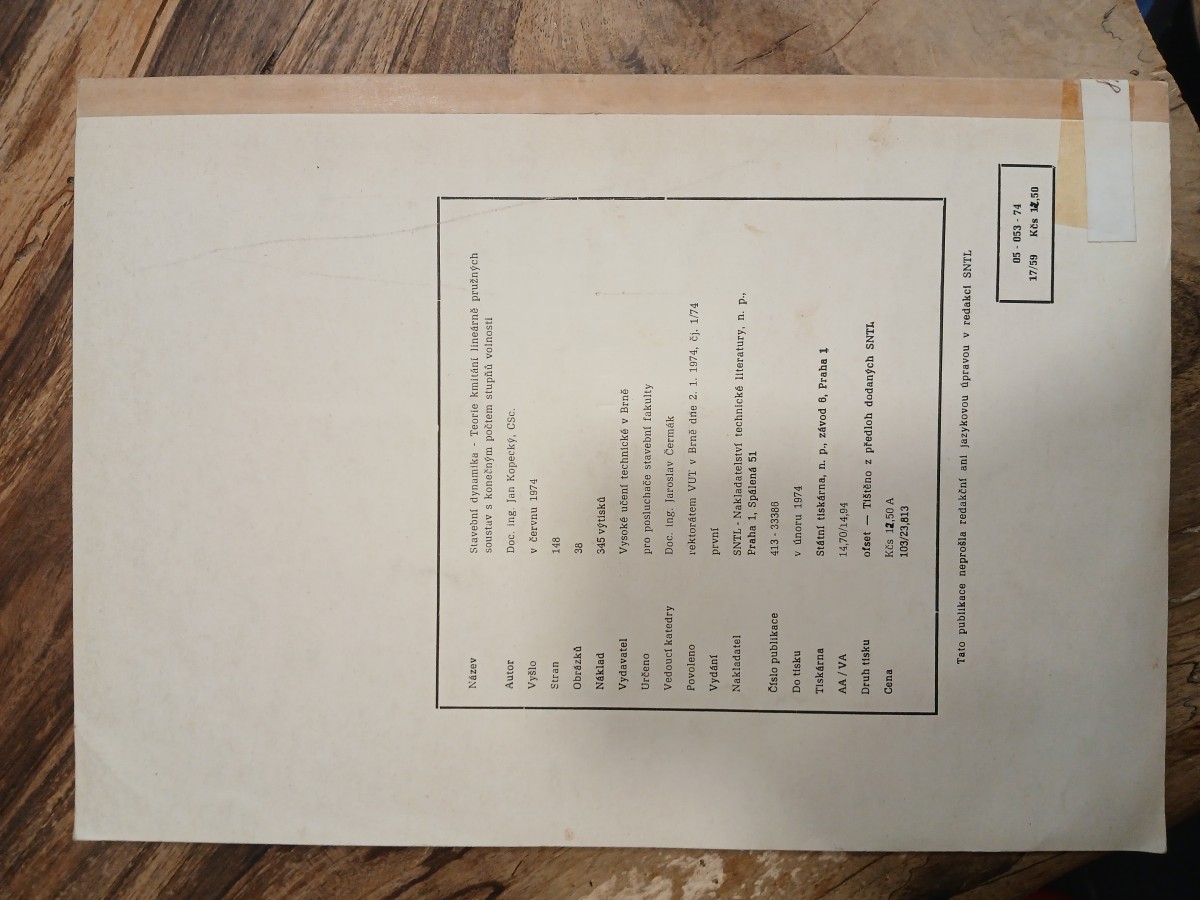 Název Stavební dynamika - Teorie kmitání lineárně pružných
soustav s konečným počtem stupňů volnosti
Autor Doc. ing. Jan Kopecký, CSc.
Vyšlo v červnu 1974
Stran 148
Obrázků 38
Náklad 345 výtisků
Vydavatel Vysoké učení technické v Brně
Určeno pro posluchače stavební fakulty
Vedoucí katedry Doc. ing. Jaroslav Čermák
Povoleno rektorátem VUT v Brně dne 2. 1. 1974, čj. 1/74
Vydání první
Nakladatel SNTL - Nakladatelství technické literatury, n. p.,
Praha 1, Spálená 51
Číslo publikace 413 - 33386
Do tisku v únoru 1974
Tiskárna Státní tiskárna, n. p., závod 6, Praha 1
AA / VA 14,70/14,94
Druh tisku ofset — Tištěno z předloh dodaných SNTL
Cena Kčs 12,50 A
103/23,813
Tato publikace neprošla redakční ani jazykovou úpravou v redakci SNTL
05 - 053 - 74
17/59 Kčs 12,50